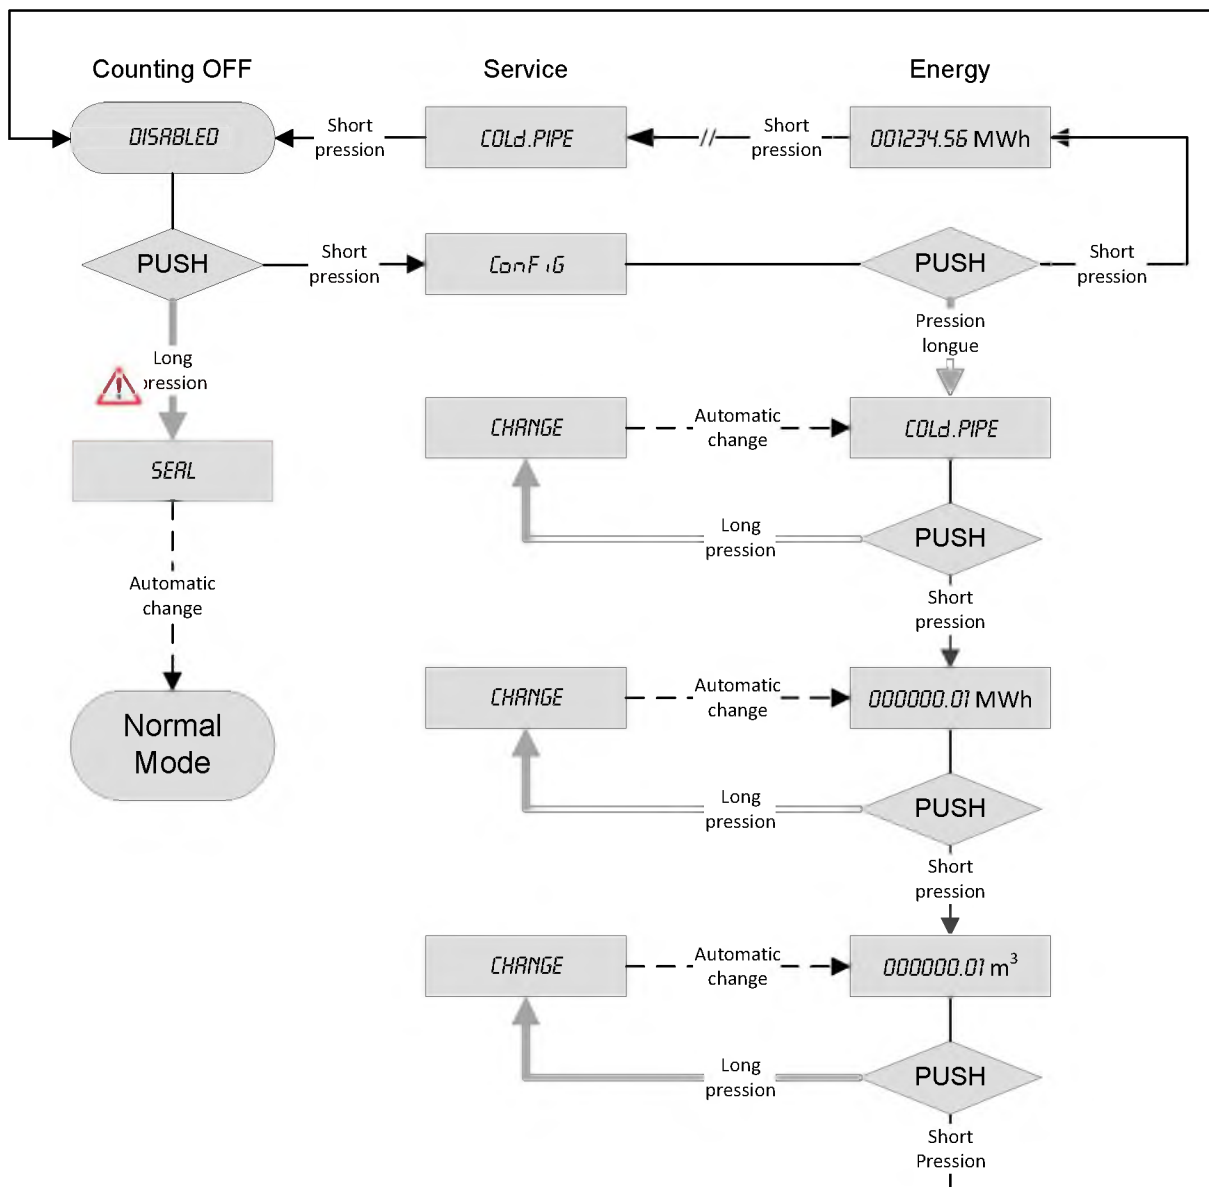 Counting OFF
Service
Energy
DISABLED
Short
pression
COLd.PIPE
Short
pression
001234.56 MWh
PUSH
Short
pression
ConFiG
PUSH
Short
pression
Long
pression
Pression
longue
CHANGE
Automatic
change
COLd.PIPE
SEAL
Long
pression
PUSH
Automatic
change
Short
pression
CHANGE
Automatic
change
000000.01 MWh
Normal
Mode
Long
pression
PUSH
Short
pression
CHANGE
Automatic
change
000000.01 m³
Long
pression
PUSH
Short
Pression